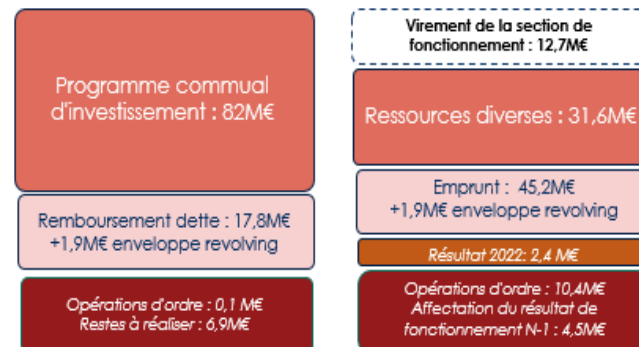 Programme commual
d'investissement : 82M€
Remboursement dette : 17,8M€
+1,9M€ enveloppe revolving
Opérations d'ordre : 0,1 M€
Restes à réaliser : 6,9M€
Virement de la section de
fonctionnement : 12,7M€
Ressources diverses : 31,6M€
Emprunt : 45,2M€
+1,9M€ enveloppe revolving
Résultat 2022: 2,4 M€
Opérations d'ordre : 10,4M€
Affectation du résultat de
fonctionnement N-1 : 4,5M€